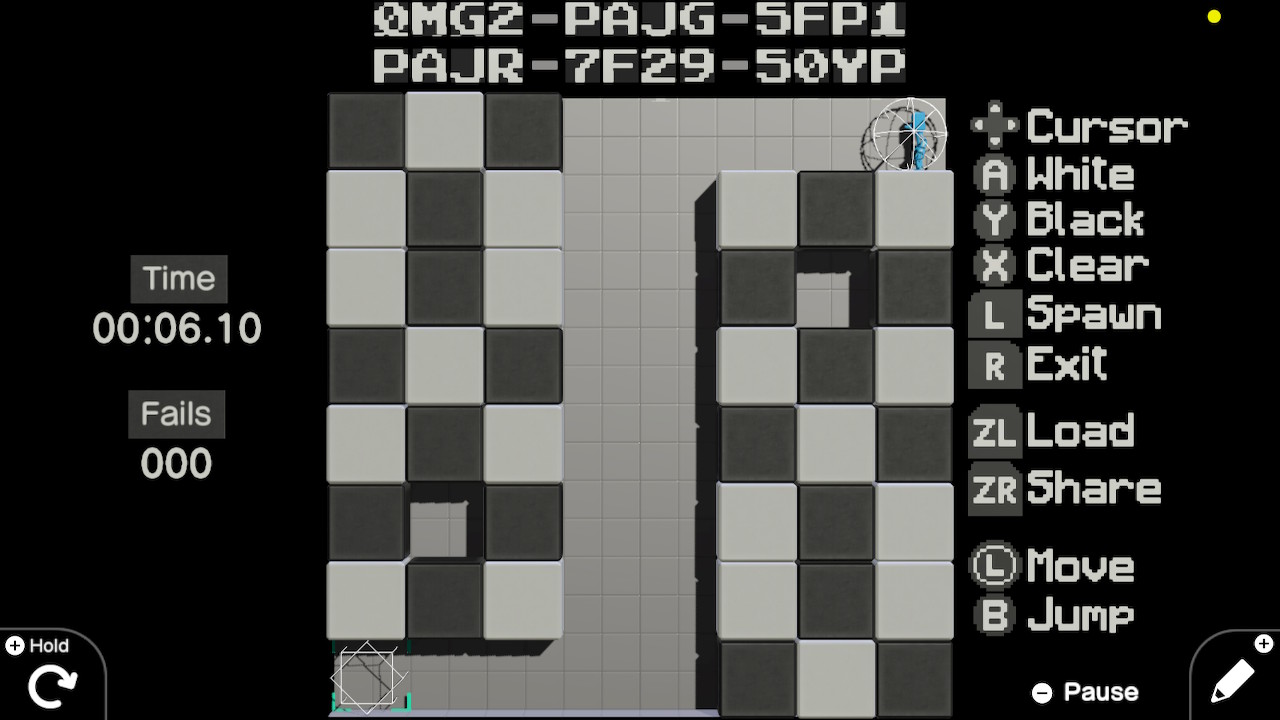 0MG2-PAJG-5FP1
PAJR-7F29-50YP
Time
00:06.10
Fails
000
Cursor
A White
Y Black
X Clear
L Spawn
R Exit
ZL Load
ZR Share
L Move
B Jump
Hold
Pause